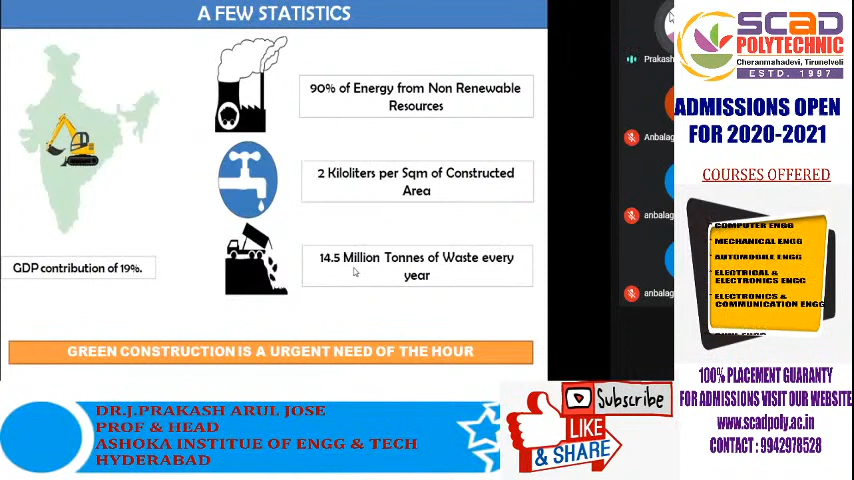 A FEW STATISTICS
90% of Energy from Non Renewable
Resources
2 Kiloliters per Sqm of Constructed
Area
14.5 Million Tonnes of Waste every
year
GDP contribution of 19%.
GREEN CONSTRUCTION IS A URGENT NEED OF THE HOUR
Prakash
Anbalag
anbalag
anbalag
SCAD
POLYTECHNIC
Cheranmahadevi, Tirunelveli
ESTD. 1997
ADMISSIONS OPEN
FOR 2020-2021
COURSES OFFERED
COMPUTER ENGG
MECHANICAL ENGG
AUTOMOBILE ENGG
ELECTRICAL &
ELECTRONICS ENGG
ELECTRONICS &
COMMUNICATION ENGG
100% PLACEMENT GUARANTY
FOR ADMISSIONS VISIT OUR WEBSITE
www.scadpoly.ac.in
CONTACT : 9942978528
DR.J.PRAKASH ARUL JOSE
PROF & HEAD
ASHOKA INSTITUE OF ENGG & TECH
HYDERABAD
Subscribe
LIKE
& SHARE